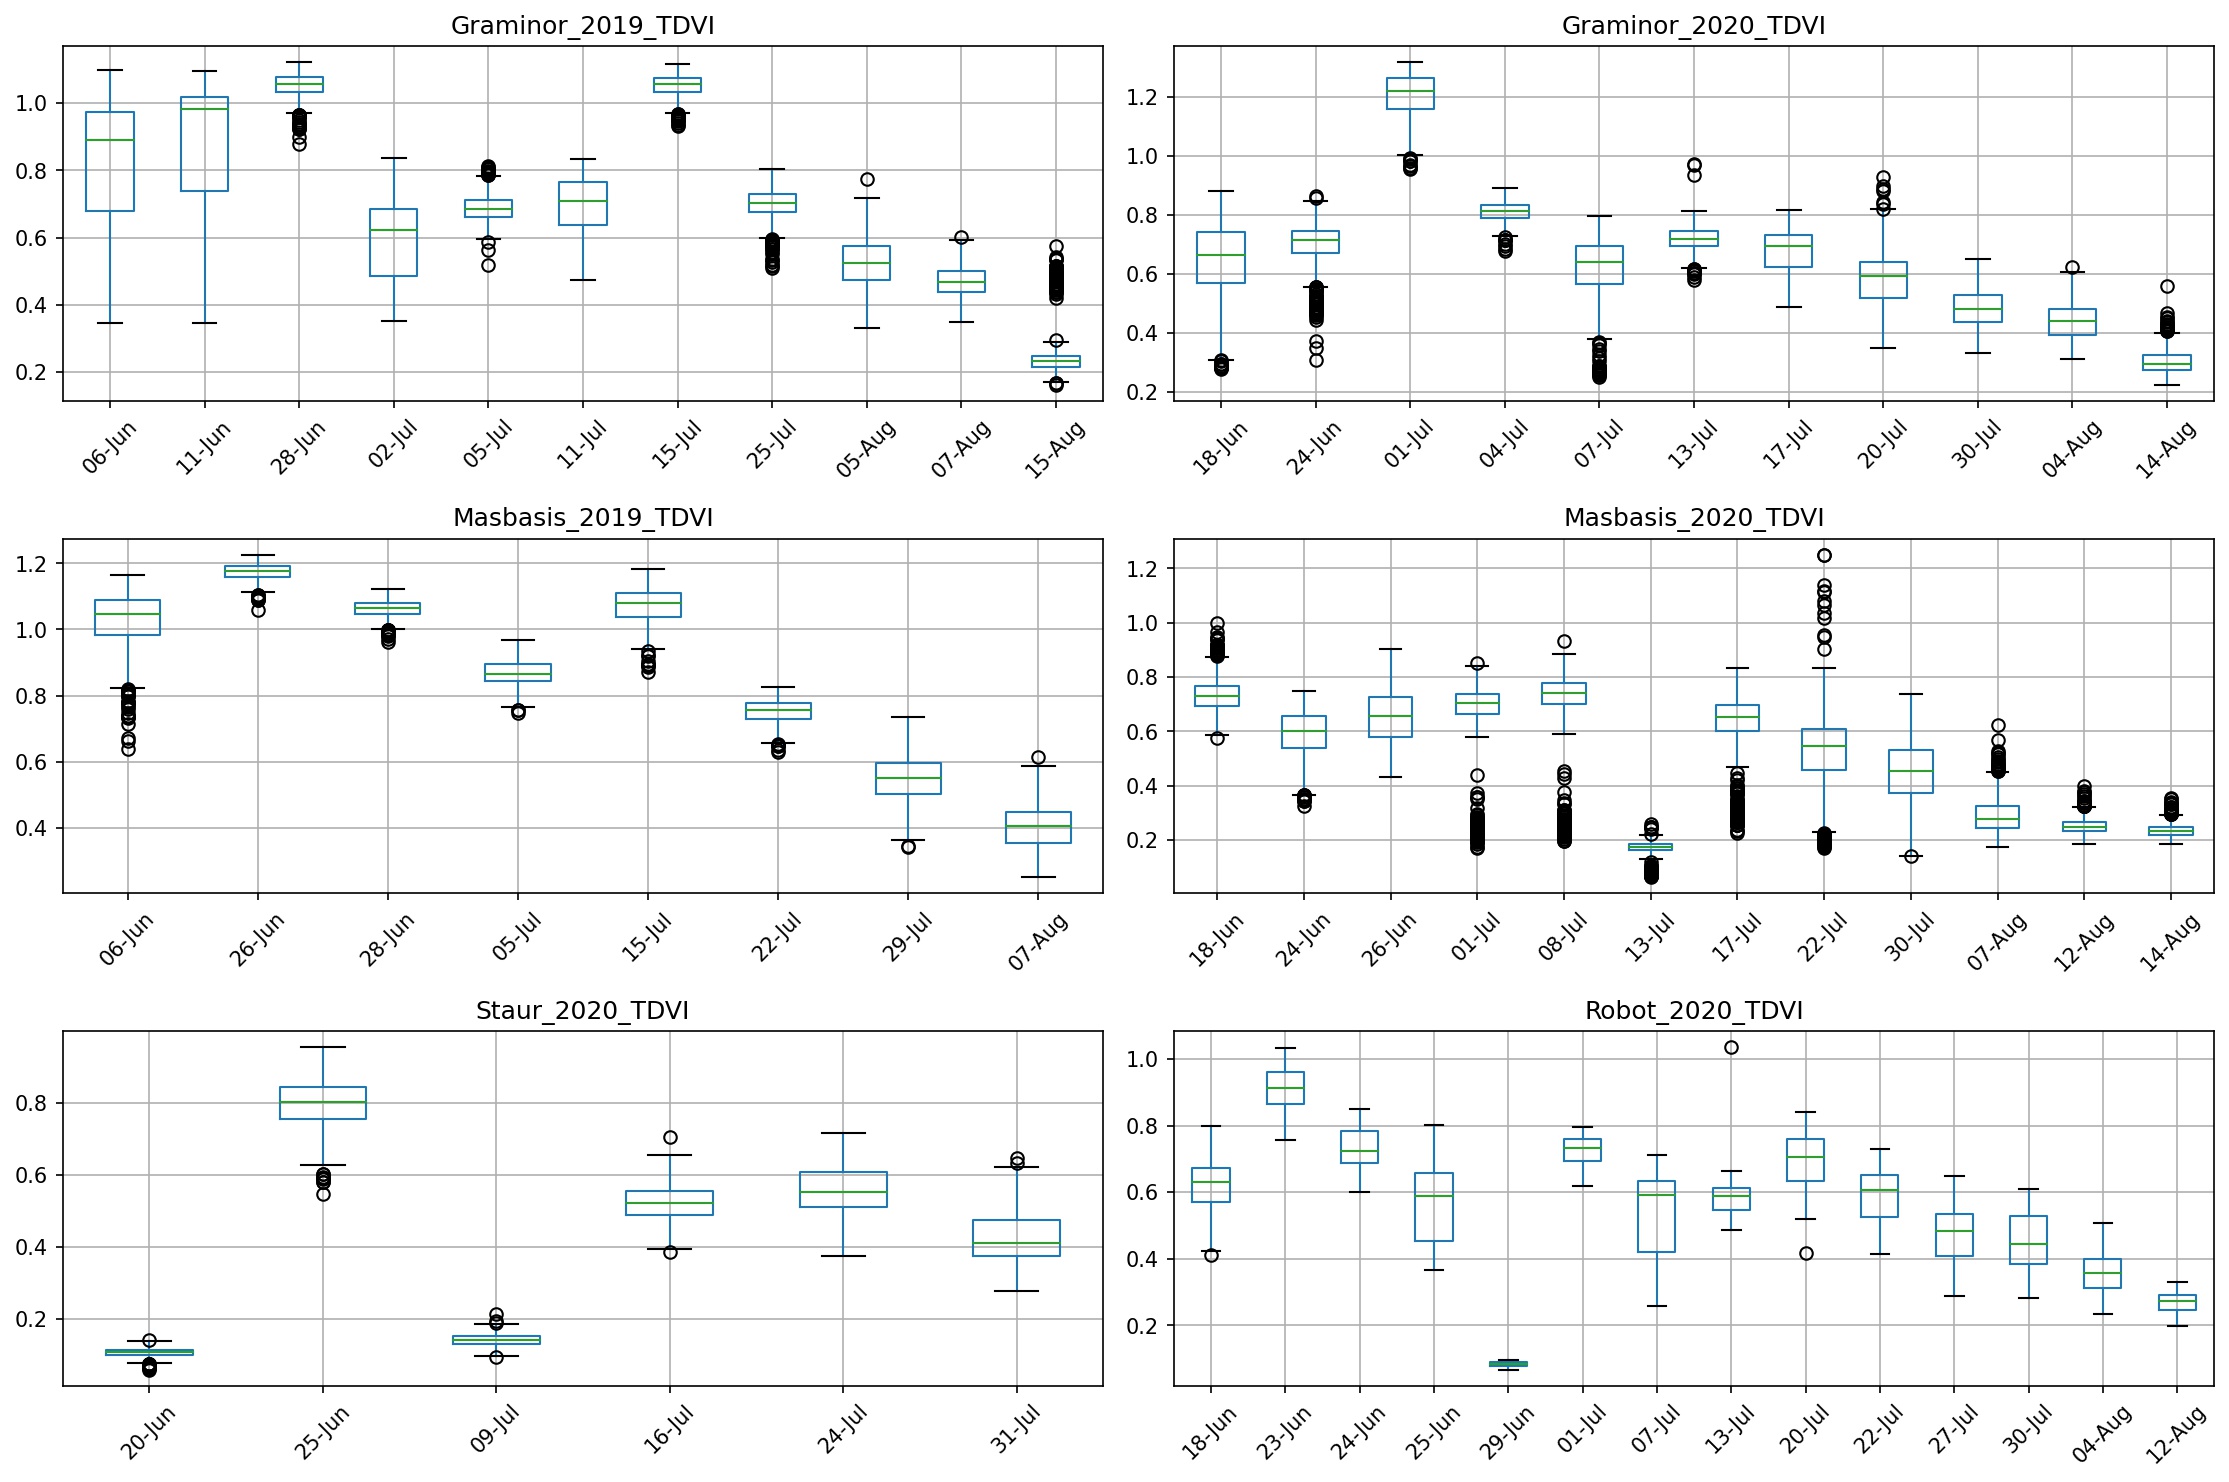 Graminor_2019_TDVI
1.0
0.8
0.6
0.4
0.2
06-Jun 11-Jun 28-Jun 02-Jul 05-Jul 11-Jul 15-Jul 25-Jul 05-Aug 07-Aug 15-Aug
Graminor_2020_TDVI
1.2
1.0
0.8
0.6
0.4
0.2
18-Jun 24-Jun 01-Jul 04-Jul 07-Jul 13-Jul 17-Jul 20-Jul 30-Jul 04-Aug 14-Aug
Masbasis_2019_TDVI
1.2
1.0
0.8
0.6
0.4
06-Jun 26-Jun 28-Jun 05-Jul 15-Jul 22-Jul 29-Jul 07-Aug
Masbasis_2020_TDVI
1.2
1.0
0.8
0.6
0.4
0.2
18-Jun 24-Jun 26-Jun 01-Jul 08-Jul 13-Jul 17-Jul 22-Jul 30-Jul 07-Aug 12-Aug 14-Aug
Staur_2020_TDVI
0.8
0.6
0.4
0.2
20-Jun 25-Jun 09-Jul 16-Jul 24-Jul 31-Jul
Robot_2020_TDVI
1.0
0.8
0.6
0.4
0.2
18-Jun 23-Jun 24-Jun 25-Jun 29-Jun 01-Jul 07-Jul 13-Jul 20-Jul 22-Jul 27-Jul 30-Jul 04-Aug 12-Aug